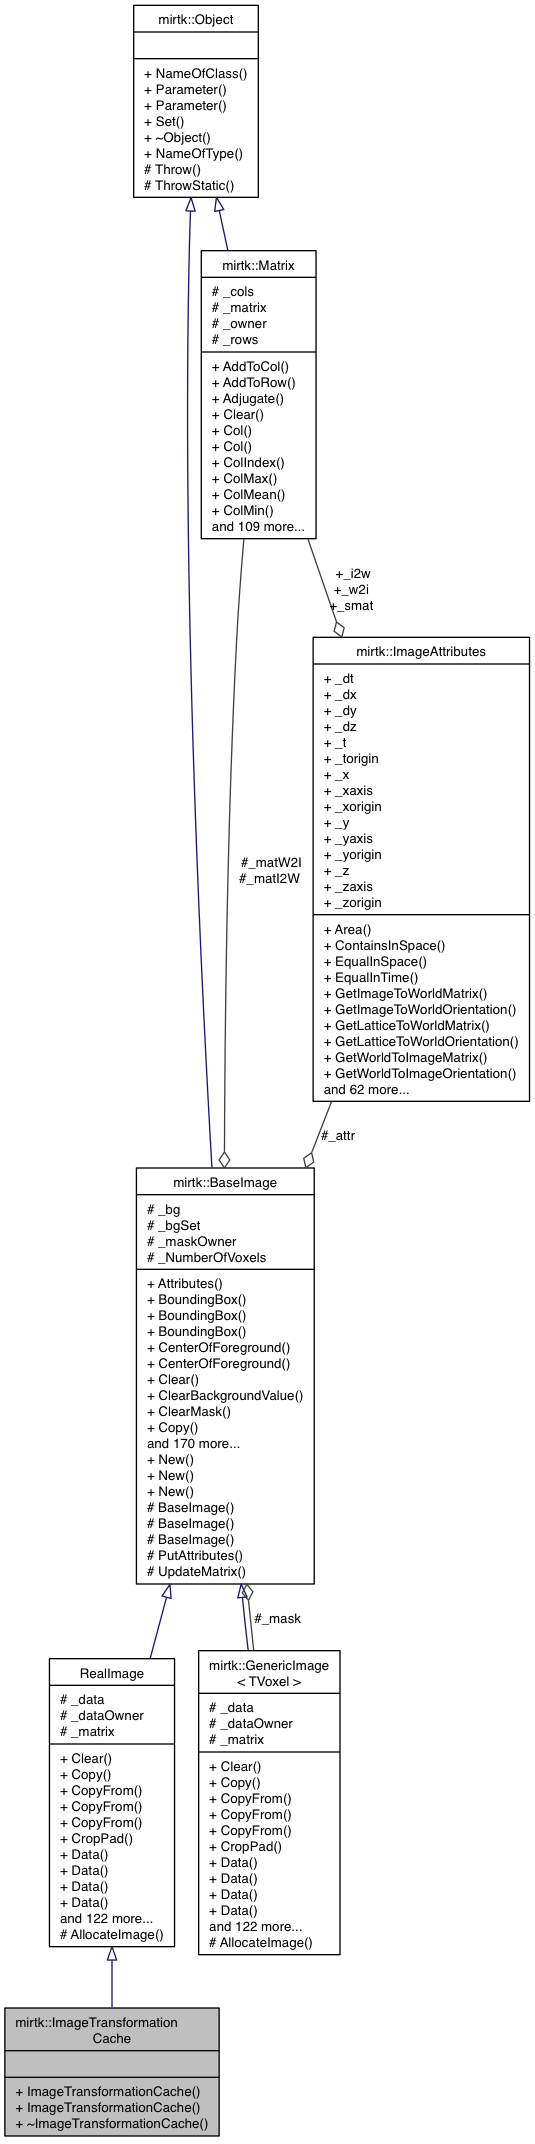 mirtk::Object
+ NameOfClass()
+ Parameter()
+ Parameter()
+ Set()
+ ~Object()
+ NameOfType()
# Throw()
# ThrowStatic()
mirtk::Matrix
# _cols
# _matrix
# _owner
# _rows
+ AddToCol()
+ AddToRow()
+ Adjugate()
+ Clear()
+ Col()
+ Col()
+ ColIndex()
+ ColMax()
+ ColMean()
+ ColMin()
and 109 more...
+_i2w
+_w2i
+_smat
mirtk::ImageAttributes
+ _dt
+ _dx
+ _dy
+ _dz
+ _t
+ _torigin
+ _x
+ _xaxis
+ _xorigin
+ _y
+ _yaxis
+ _yorigin
+ _z
+ _zaxis
+ _zorigin
+ Area()
+ ContainsInSpace()
+ EqualInSpace()
+ EqualInTime()
+ GetImageToWorldMatrix()
+ GetImageToWorldOrientation()
+ GetLatticeToWorldMatrix()
+ GetLatticeToWorldOrientation()
+ GetWorldToImageMatrix()
+ GetWorldToImageOrientation()
and 62 more...
#_matW2I
#_matI2W
#_attr
mirtk::BaseImage
# _bg
# _bgSet
# _maskOwner
# _NumberOfVoxels
+ Attributes()
+ BoundingBox()
+ BoundingBox()
+ BoundingBox()
+ CenterOfForeground()
+ CenterOfForeground()
+ Clear()
+ ClearBackgroundValue()
+ ClearMask()
+ Copy()
and 170 more...
+ New()
+ New()
+ New()
# BaseImage()
# BaseImage()
# BaseImage()
# PutAttributes()
# UpdateMatrix()
#_mask
RealImage
# _data
# _dataOwner
# _matrix
+ Clear()
+ Copy()
+ CopyFrom()
+ CopyFrom()
+ CopyFrom()
+ CropPad()
+ Data()
+ Data()
+ Data()
+ Data()
and 122 more...
# AllocateImage()
mirtk::GenericImage
< TVoxel >
# _data
# _dataOwner
# _matrix
+ Clear()
+ Copy()
+ CopyFrom()
+ CopyFrom()
+ CopyFrom()
+ CropPad()
+ Data()
+ Data()
+ Data()
+ Data()
and 122 more...
# AllocateImage()
mirtk::ImageTransformation
Cache
+ ImageTransformationCache()
+ ImageTransformationCache()
+ ~ImageTransformationCache()